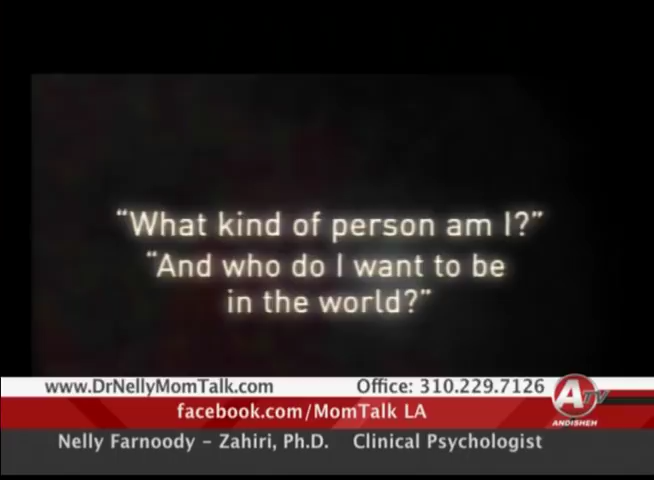 “What kind of person am I?”
“And who do I want to be
in the world?”
www.DrNellyMomTalk.com Office: 310.229.7126
facebook.com/MomTalk LA
ATV
ANDISHEH
Nelly Farnoody - Zahiri, Ph.D. Clinical Psychologist